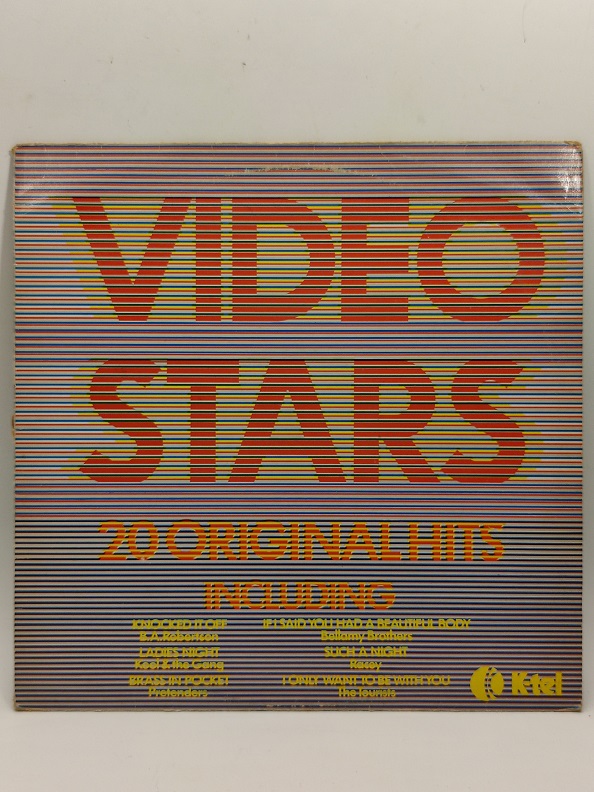 VIDEO
STARS
20 ORIGINAL HITS
INCLUDING
KNOCKED IT OFF
B.A. Robertson
LADIES NIGHT
Kool & the Gang
BRASS IN POCKET
Pretenders
IF I SAID YOU HAD A BEAUTIFUL BODY
Bellamy Brothers
SUCH A NIGHT
Racey
I ONLY WANT TO BE WITH YOU
The Tourists
K-tel